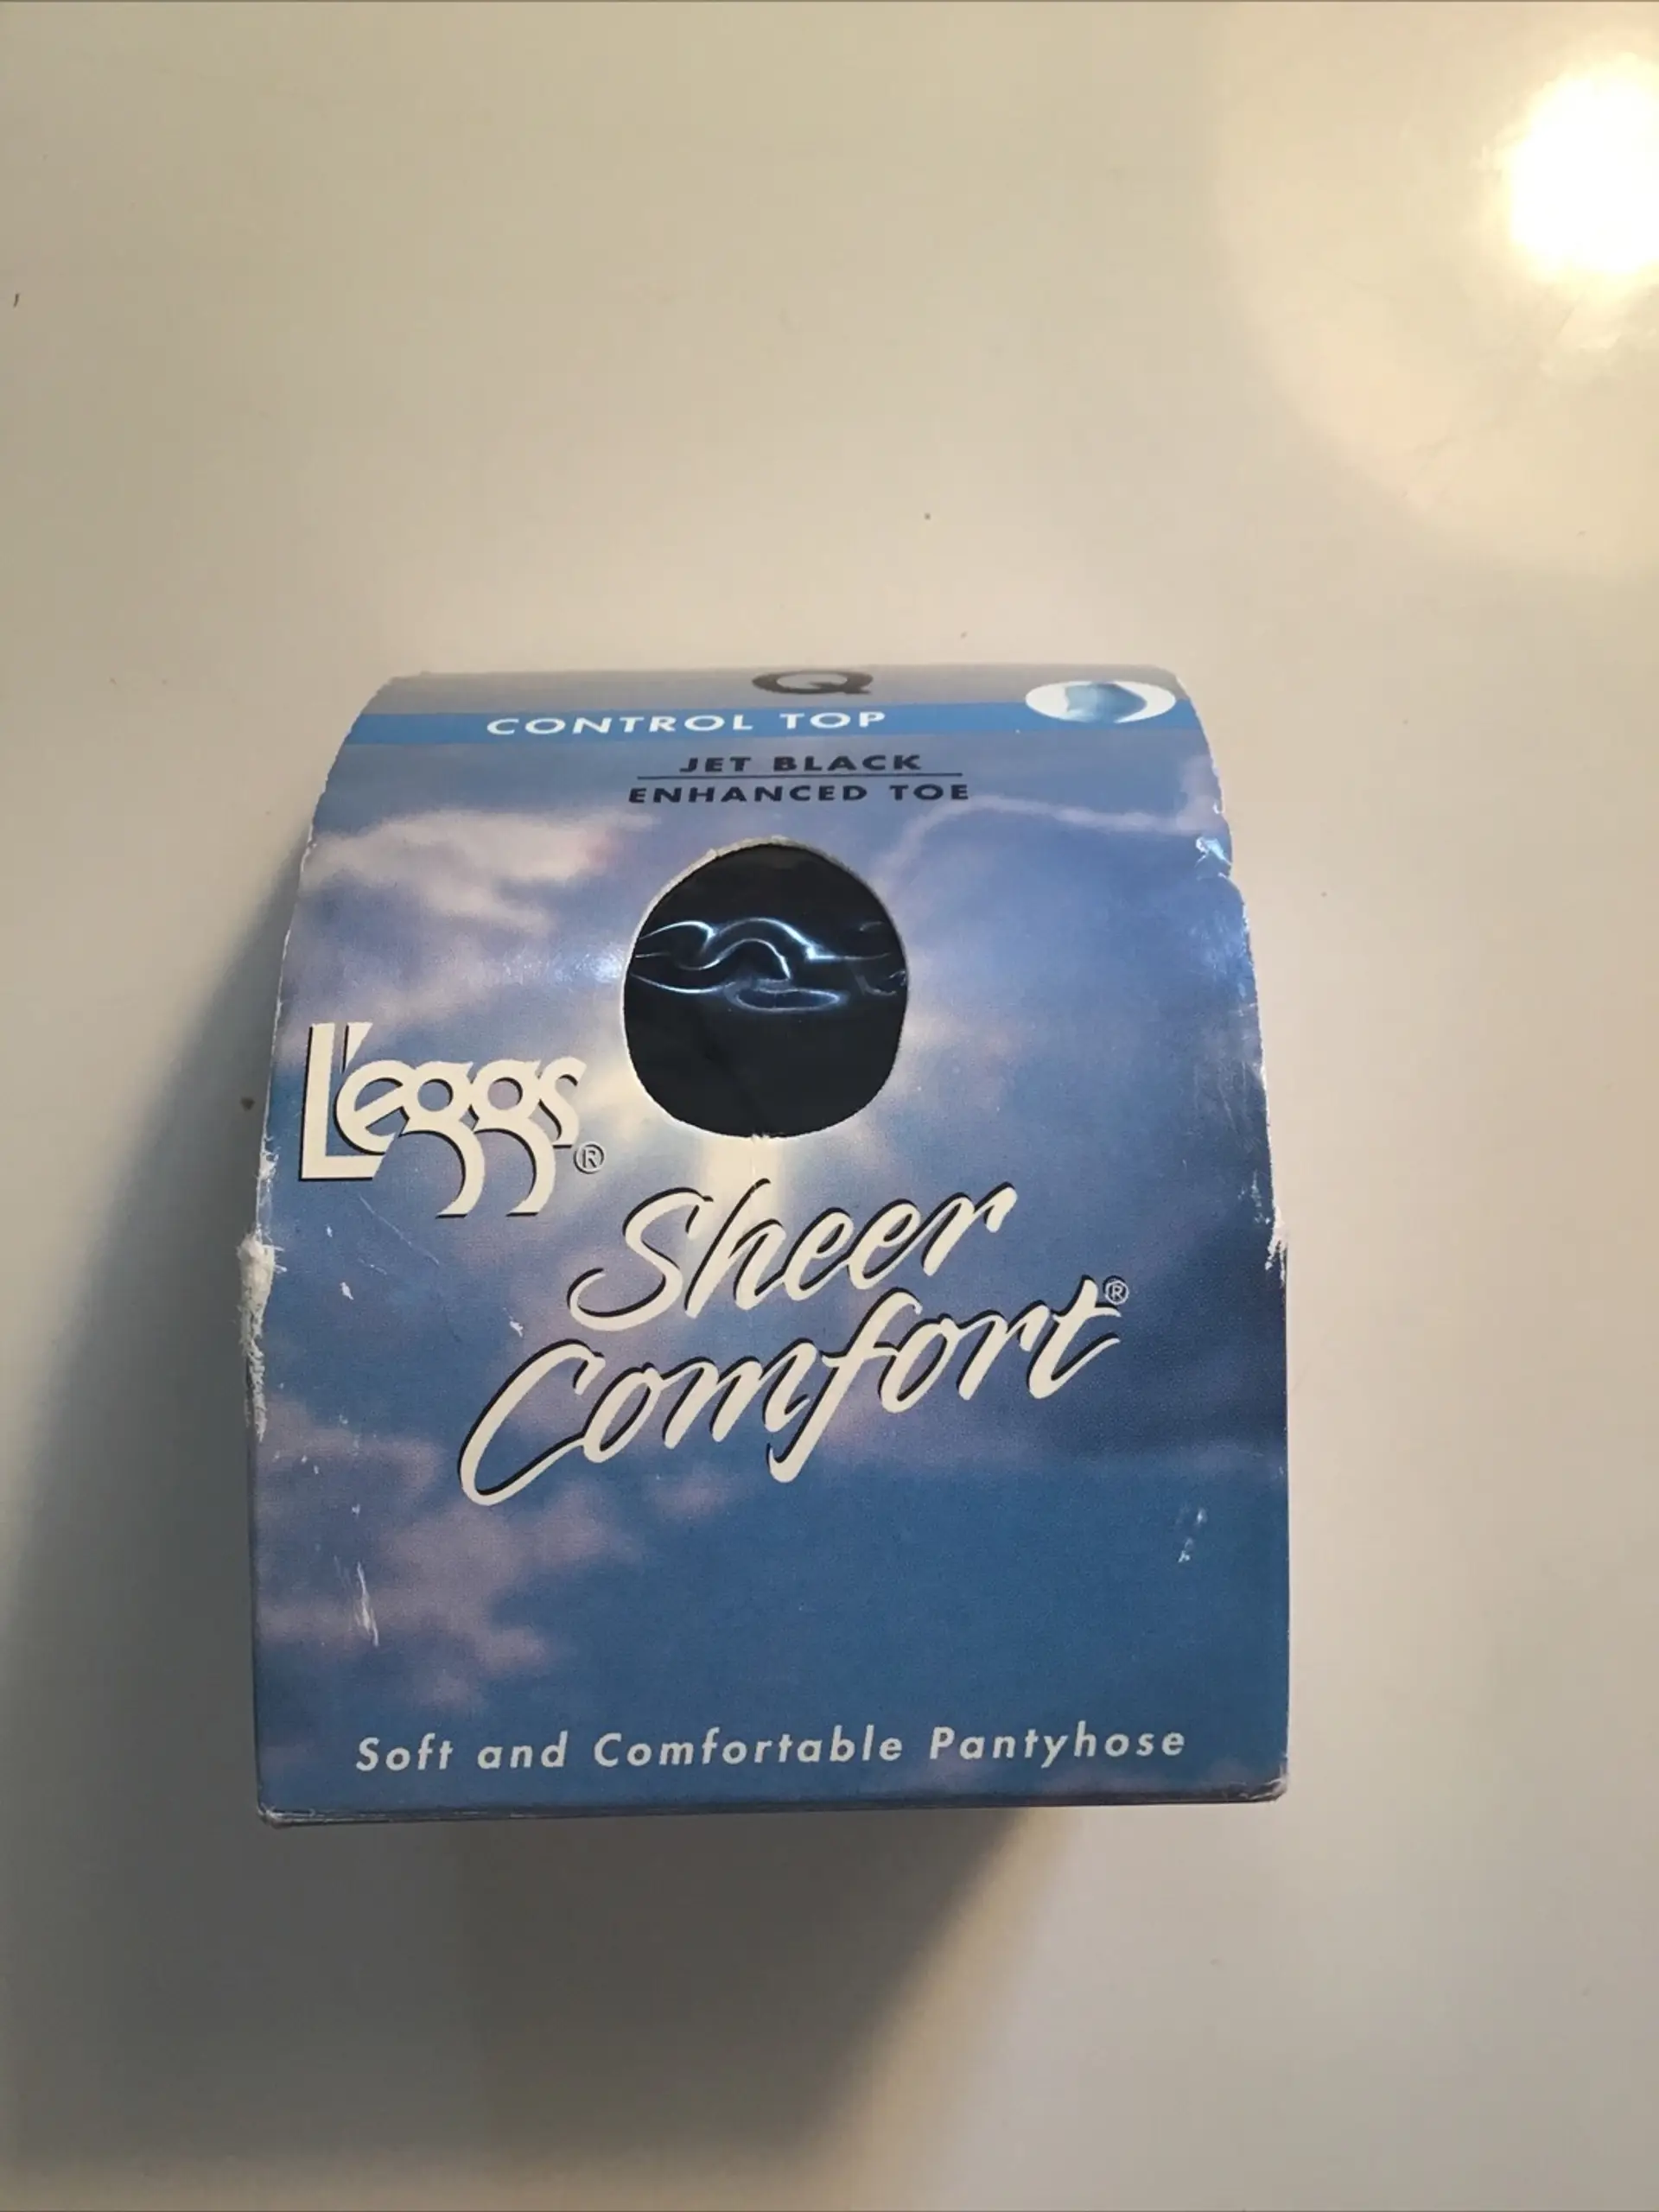 Q
CONTROL TOP
JET BLACK
ENHANCED TOE
L'eggs®
Sheer
Comfort®
Soft and Comfortable Pantyhose